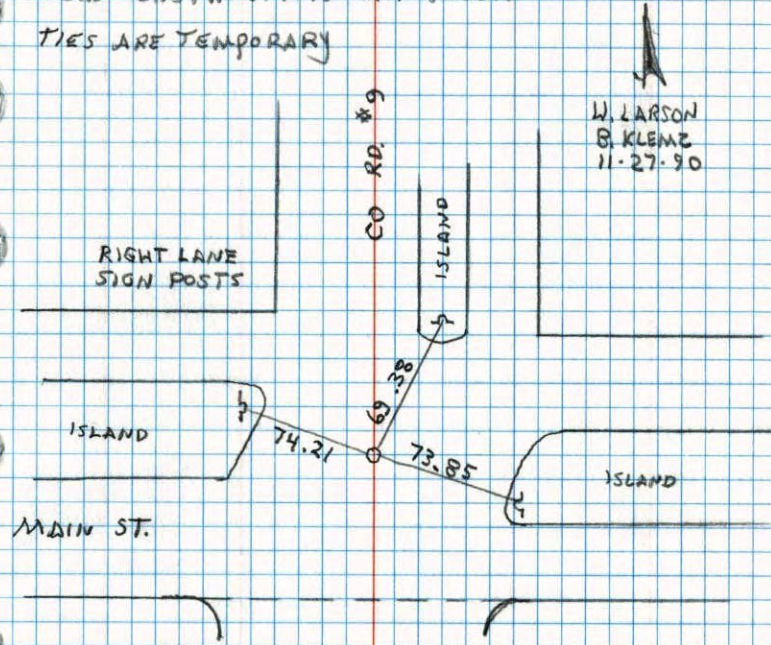 TIES ARE TEMPORARY
CO RD. #9
W. LARSON
B. KLEMZ
11-27-90
ISLAND
RIGHT LANE
SIGN POSTS
69.38
ISLAND
74.21
73.85
ISLAND
MAIN ST.